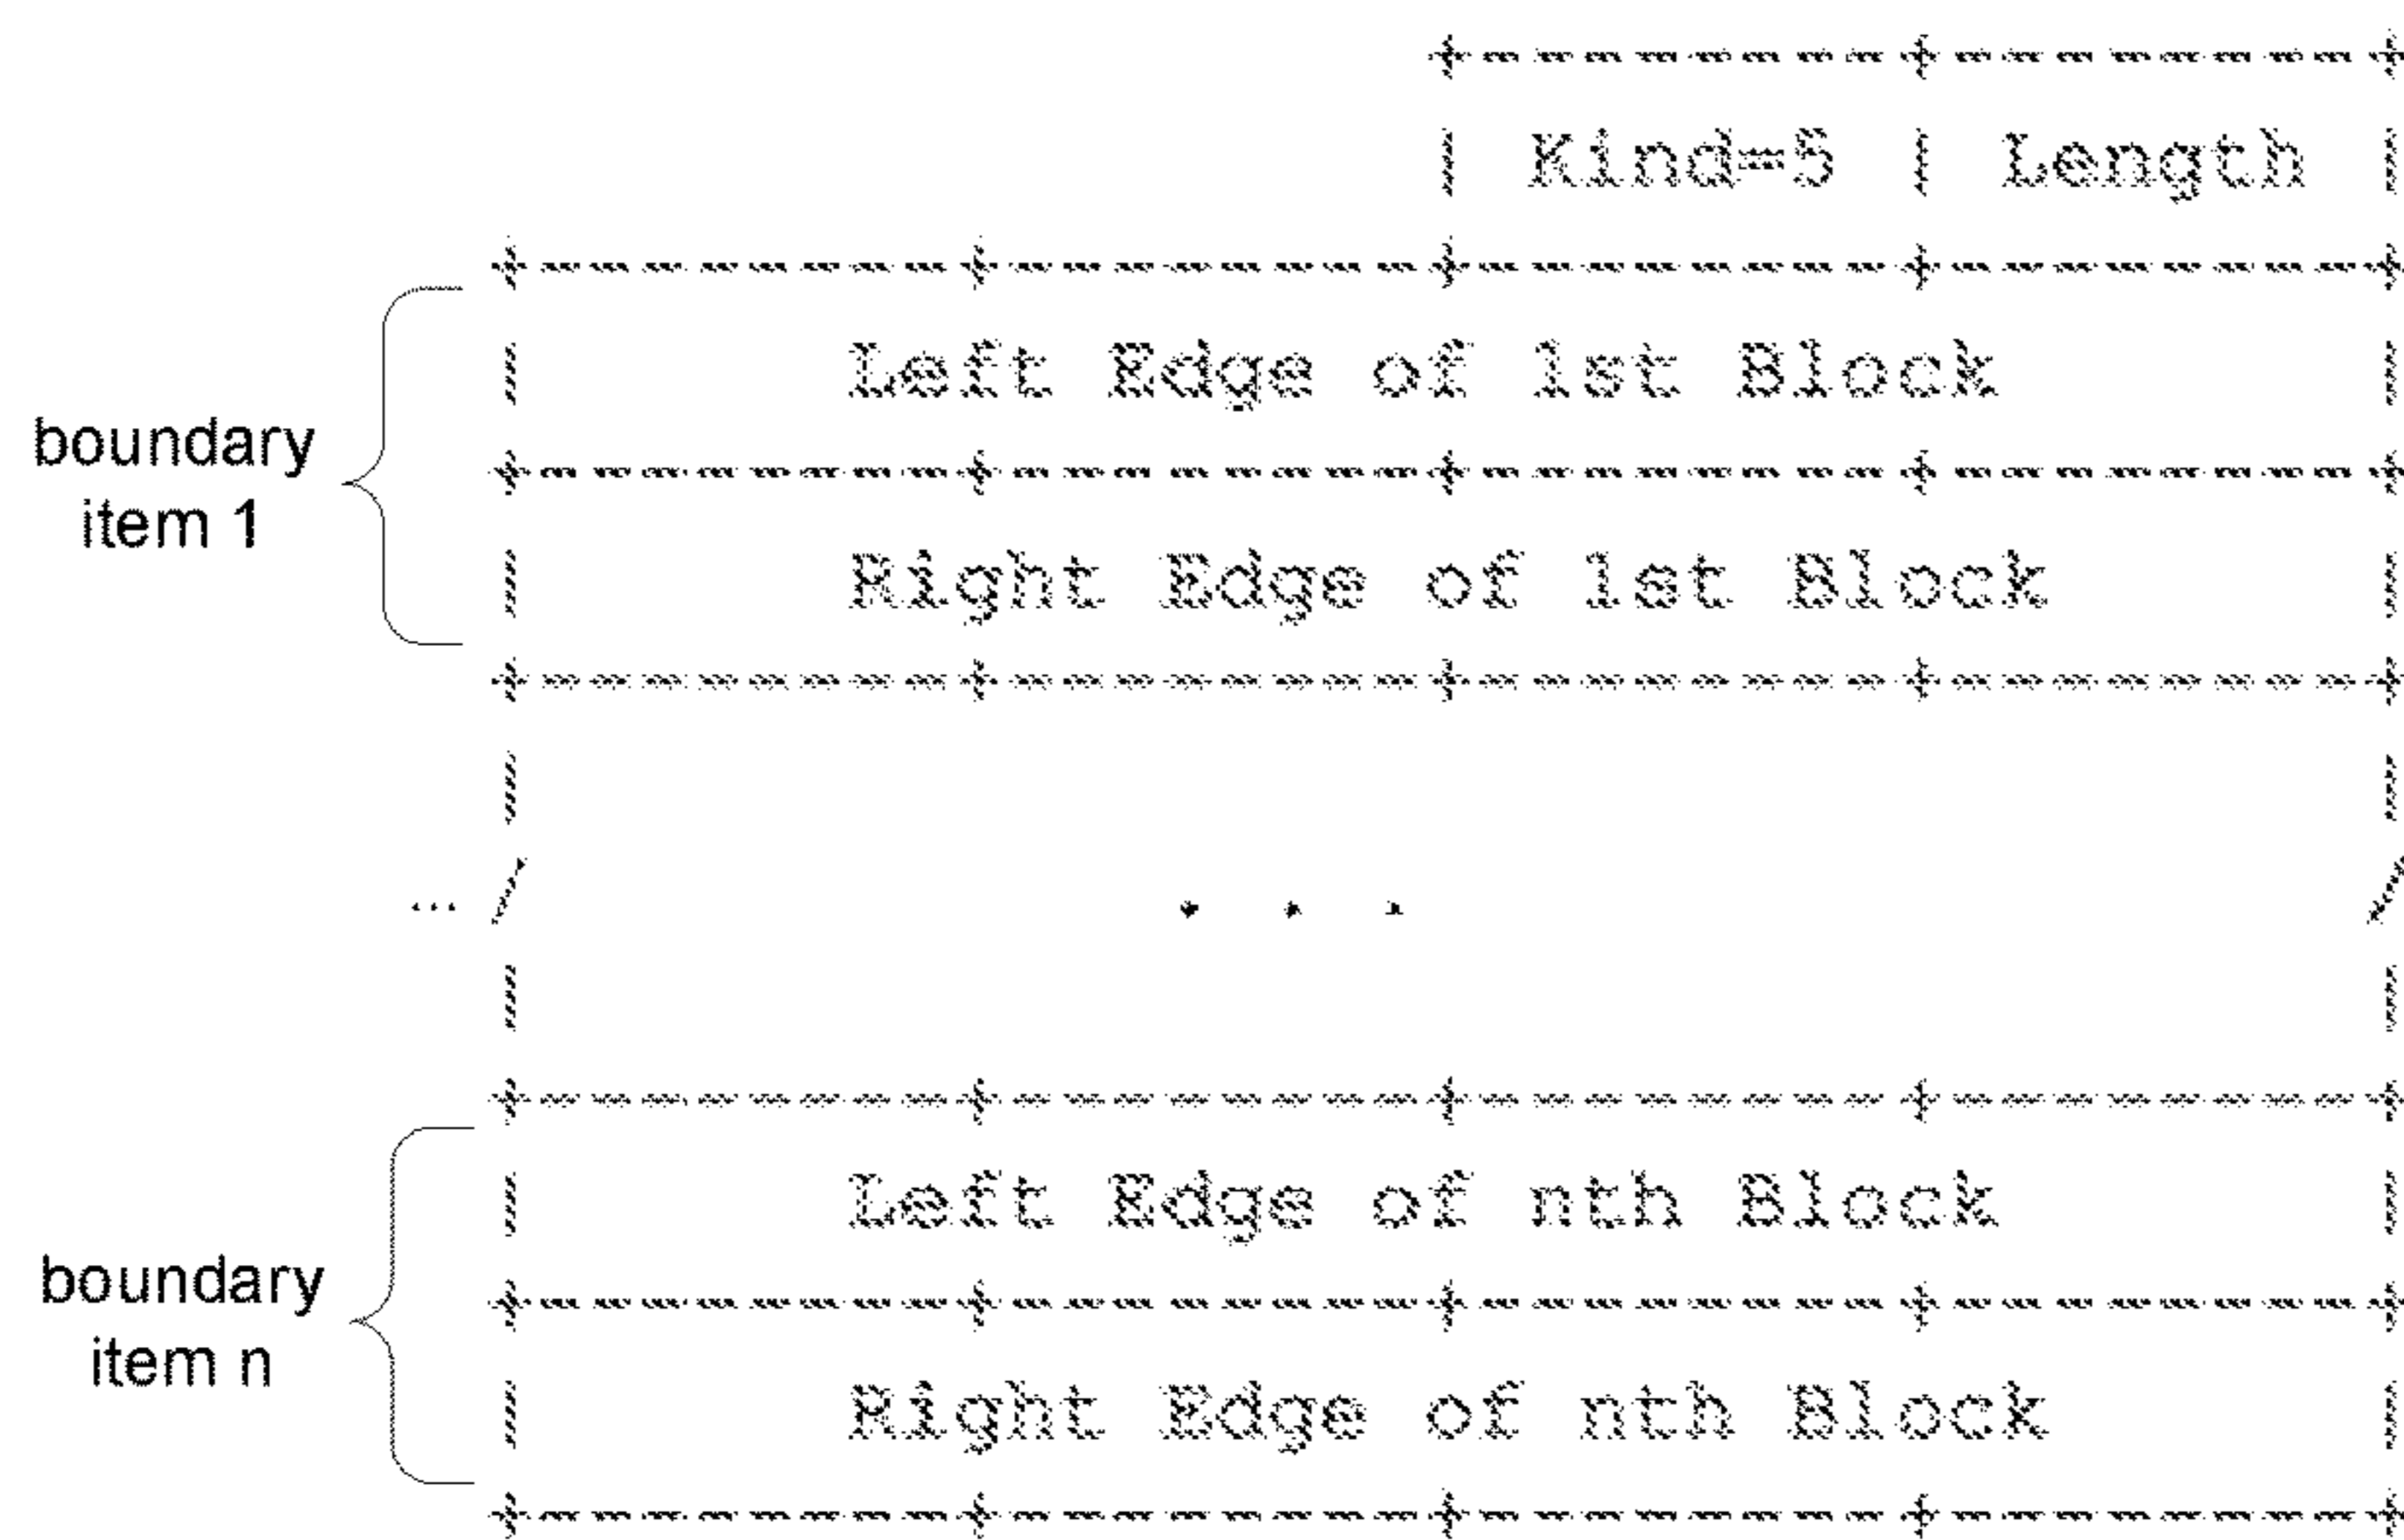 Kind=5 Length
Left Edge of 1st Block
boundary
item 1
Right Edge of 1st Block
... . . .
Left Edge of nth Block
boundary
item n
Right Edge of nth Block